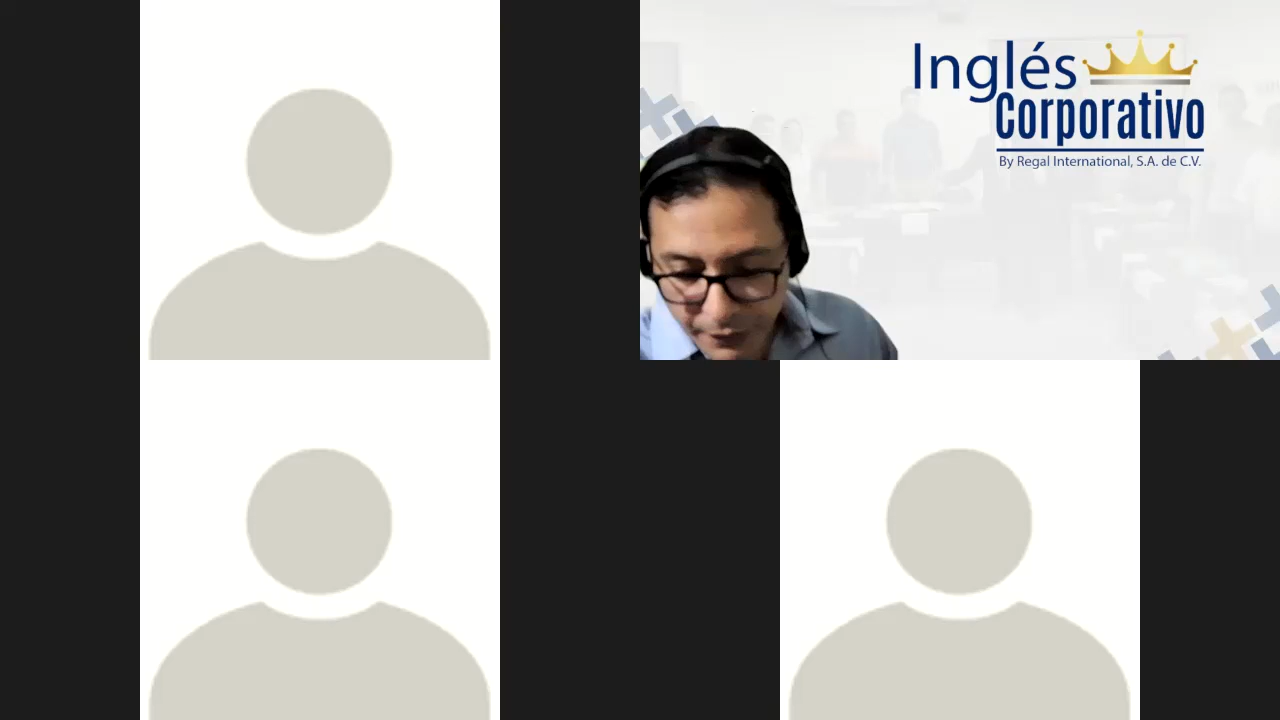 Inglés
Corporativo
By Regal International, S.A. de C.V.